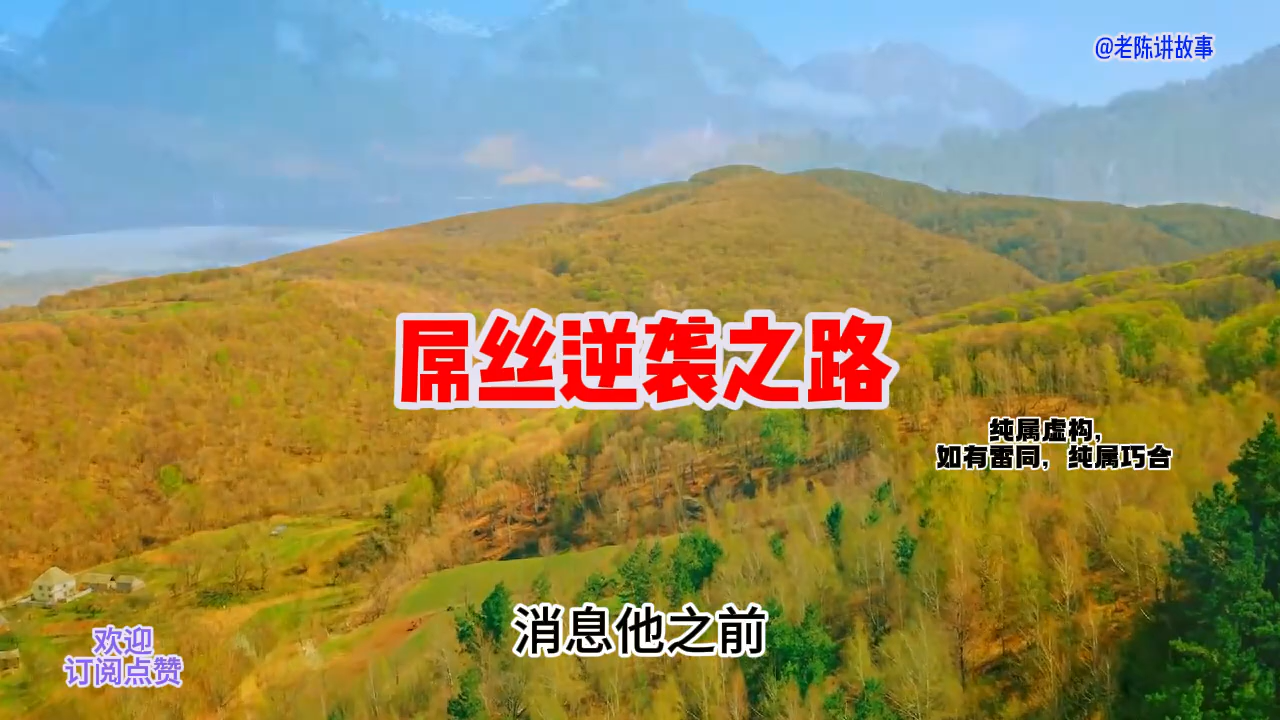 @老陈讲故事
屌丝逆袭之路
纯属虚构，
如有雷同，纯属巧合
消息他之前
欢迎
订阅点赞